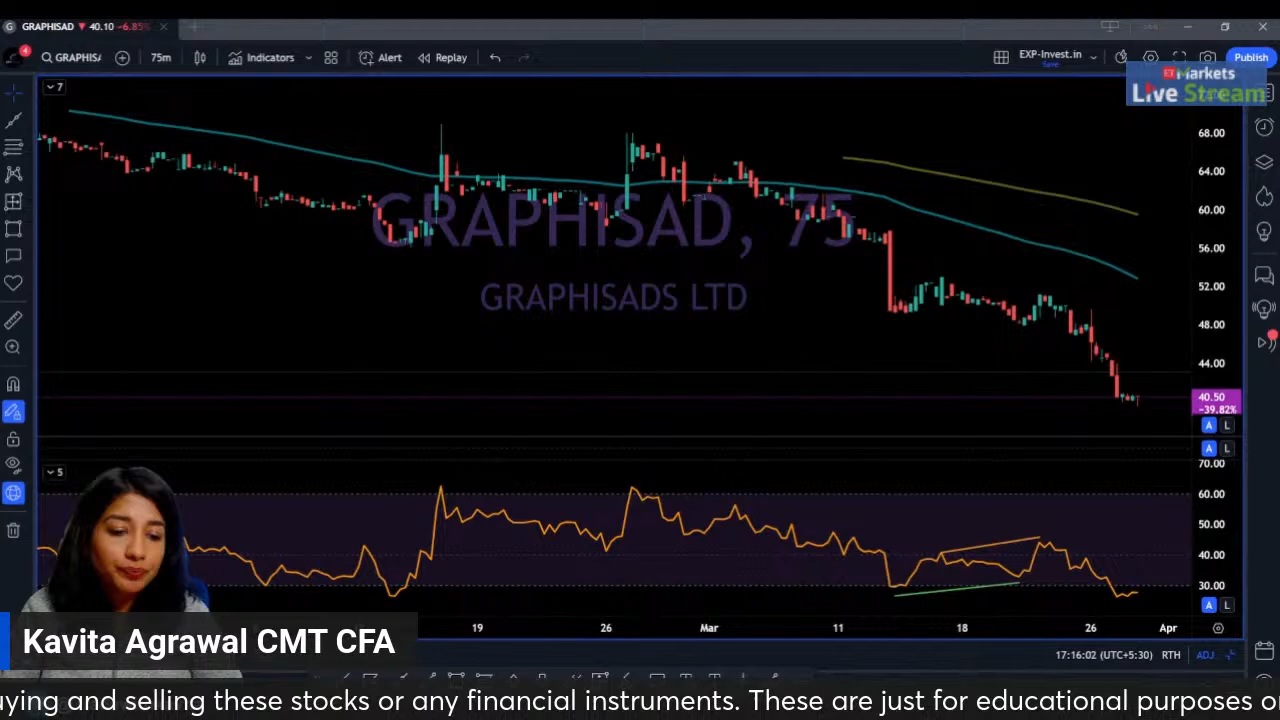 GRAPHISAD ▼ 40.10 −6.85%
4
GRAPHIS
75m
Indicators
Alert
Replay
EXP-Invest.in
Save
Publish
ET Markets
Live Stream
7
68.00
64.00
60.00
56.00
52.00
48.00
44.00
GRAPHISAD, 75
GRAPHISADS LTD
40.50
−39.82%
A L
A L
5
70.00
60.00
50.00
40.00
30.00
A L
19
26
Mar
11
18
26
Apr
17:16:02 (UTC+5:30)
RTH
ADJ
Kavita Agrawal CMT CFA
uying and selling these stocks or any financial instruments. These are just for educational purposes o